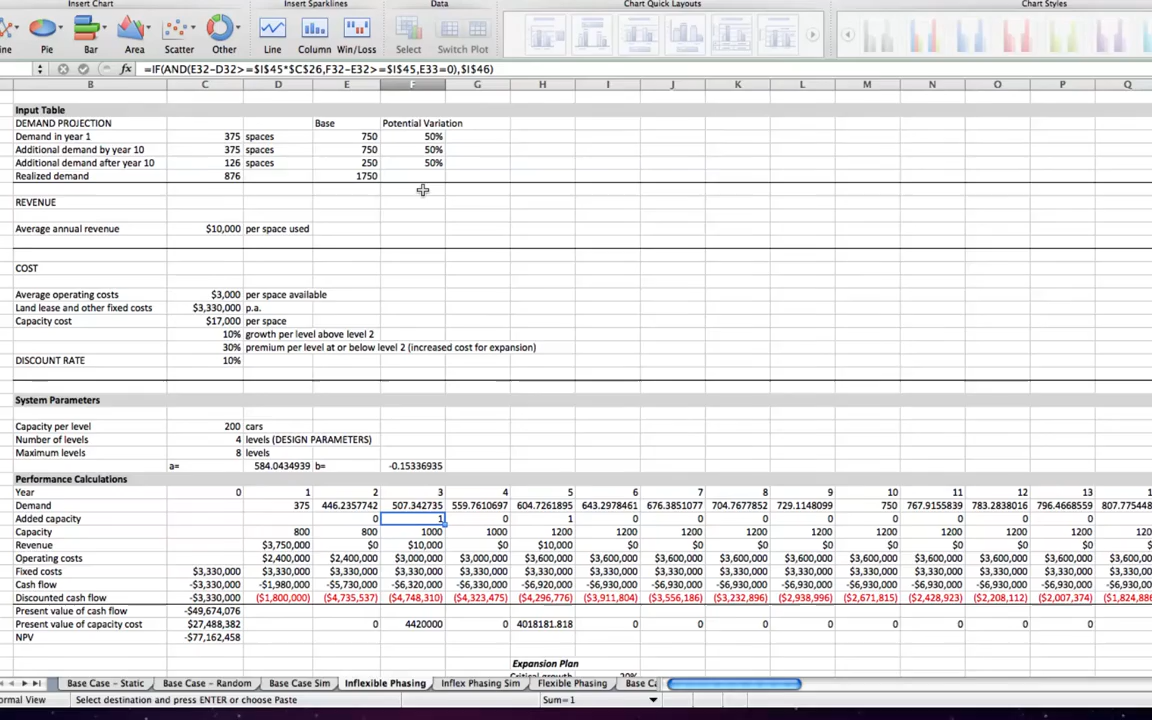 Insert Chart Insert Sparklines Data Chart Quick Layouts Chart Styles
Pie Bar Area Scatter Other Line Column Win/Loss Select Switch Plot
fx =IF(AND(E32-D32>=$I$45*$C$26,F32-E32>=$I$45,E33=0),$I$46)
B C D E F G H I J K L M N O P Q
Input Table
DEMAND PROJECTION Base Potential Variation
Demand in year 1 375 spaces 750 50%
Additional demand by year 10 375 spaces 750 50%
Additional demand after year 10 126 spaces 250 50%
Realized demand 876 1750
REVENUE
Average annual revenue $10,000 per space used
COST
Average operating costs $3,000 per space available
Land lease and other fixed costs $3,330,000 p.a.
Capacity cost $17,000 per space
10% growth per level above level 2
30% premium per level at or below level 2 (increased cost for expansion)
DISCOUNT RATE 10%
System Parameters
Capacity per level 200 cars
Number of levels 4 levels (DESIGN PARAMETERS)
Maximum levels 8 levels
a= 584.0434939 b= -0.15336935
Performance Calculations
Year 0 1 2 3 4 5 6 7 8 9 10 11 12 13
Demand 375 446.2357742 507.342735 559.7610697 604.7261895 643.2978461 676.3851077 704.7677852 729.1148099 750 767.9155839 783.2838016 796.4668559 807.775448
Added capacity 0 1 0 1 0 0 0 0 0 0 0 0
Capacity 800 800 1000 1000 1200 1200 1200 1200 1200 1200 1200 1200 1200
Revenue $3,750,000 $0 $10,000 $0 $10,000 $0 $0 $0 $0 $0 $0 $0 $0
Operating costs $2,400,000 $2,400,000 $3,000,000 $3,000,000 $3,600,000 $3,600,000 $3,600,000 $3,600,000 $3,600,000 $3,600,000 $3,600,000 $3,600,000 $3,600,000
Fixed costs $3,330,000 $3,330,000 $3,330,000 $3,330,000 $3,330,000 $3,330,000 $3,330,000 $3,330,000 $3,330,000 $3,330,000 $3,330,000 $3,330,000 $3,330,000 $3,330,000
Cash flow -$3,330,000 -$1,980,000 -$5,730,000 -$6,320,000 -$6,330,000 -$6,920,000 -$6,930,000 -$6,930,000 -$6,930,000 -$6,930,000 -$6,930,000 -$6,930,000 -$6,930,000 -$6,930,000
Discounted cash flow -$3,330,000 ($1,800,000) ($4,735,537) ($4,748,310) ($4,323,475) ($4,296,776) ($3,911,804) ($3,556,186) ($3,232,896) ($2,938,996) ($2,671,815) ($2,428,923) ($2,208,112) ($2,007,374)
Present value of cash flow -$49,674,076
Present value of capacity cost $27,488,382 0 4420000 0 4018181.818 0 0 0 0 0 0 0 0
NPV -$77,162,458
Expansion Plan
Base Case - Static Base Case - Random Base Case Sim Inflexible Phasing Inflex Phasing Sim Flexible Phasing Base Ca
ormal View Select destination and press ENTER or choose Paste Sum=1